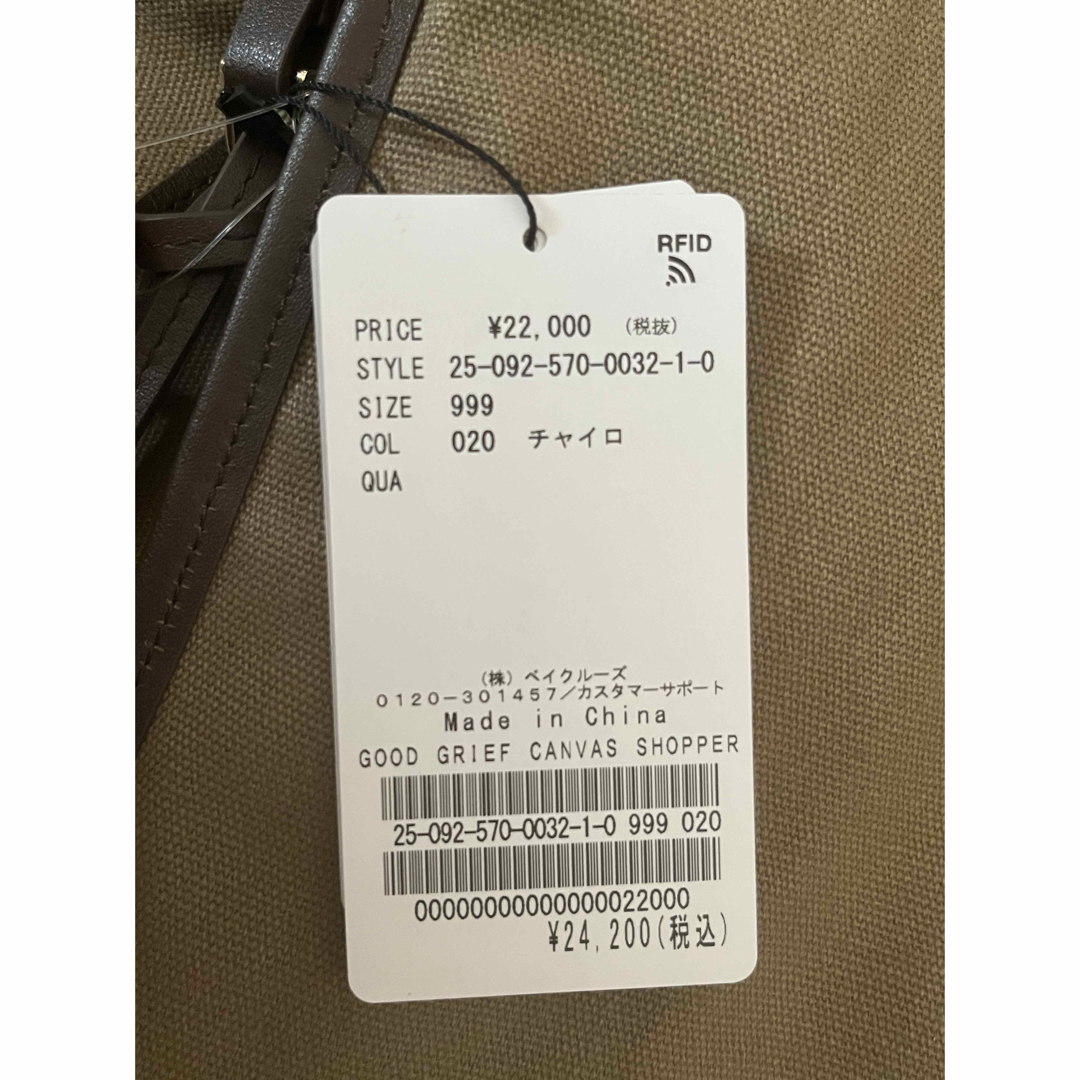 RFID
PRICE ¥22,000 (税抜)
STYLE 25-092-570-0032-1-0
SIZE 999
COL 020 チャイロ
QUA
(株) ベイクルーズ
0120-301457/カスタマーサポート
Made in China
GOOD GRIEF CANVAS SHOPPER
25-092-570-0032-1-0 999 020
00000000000000022000
¥24,200(税込)